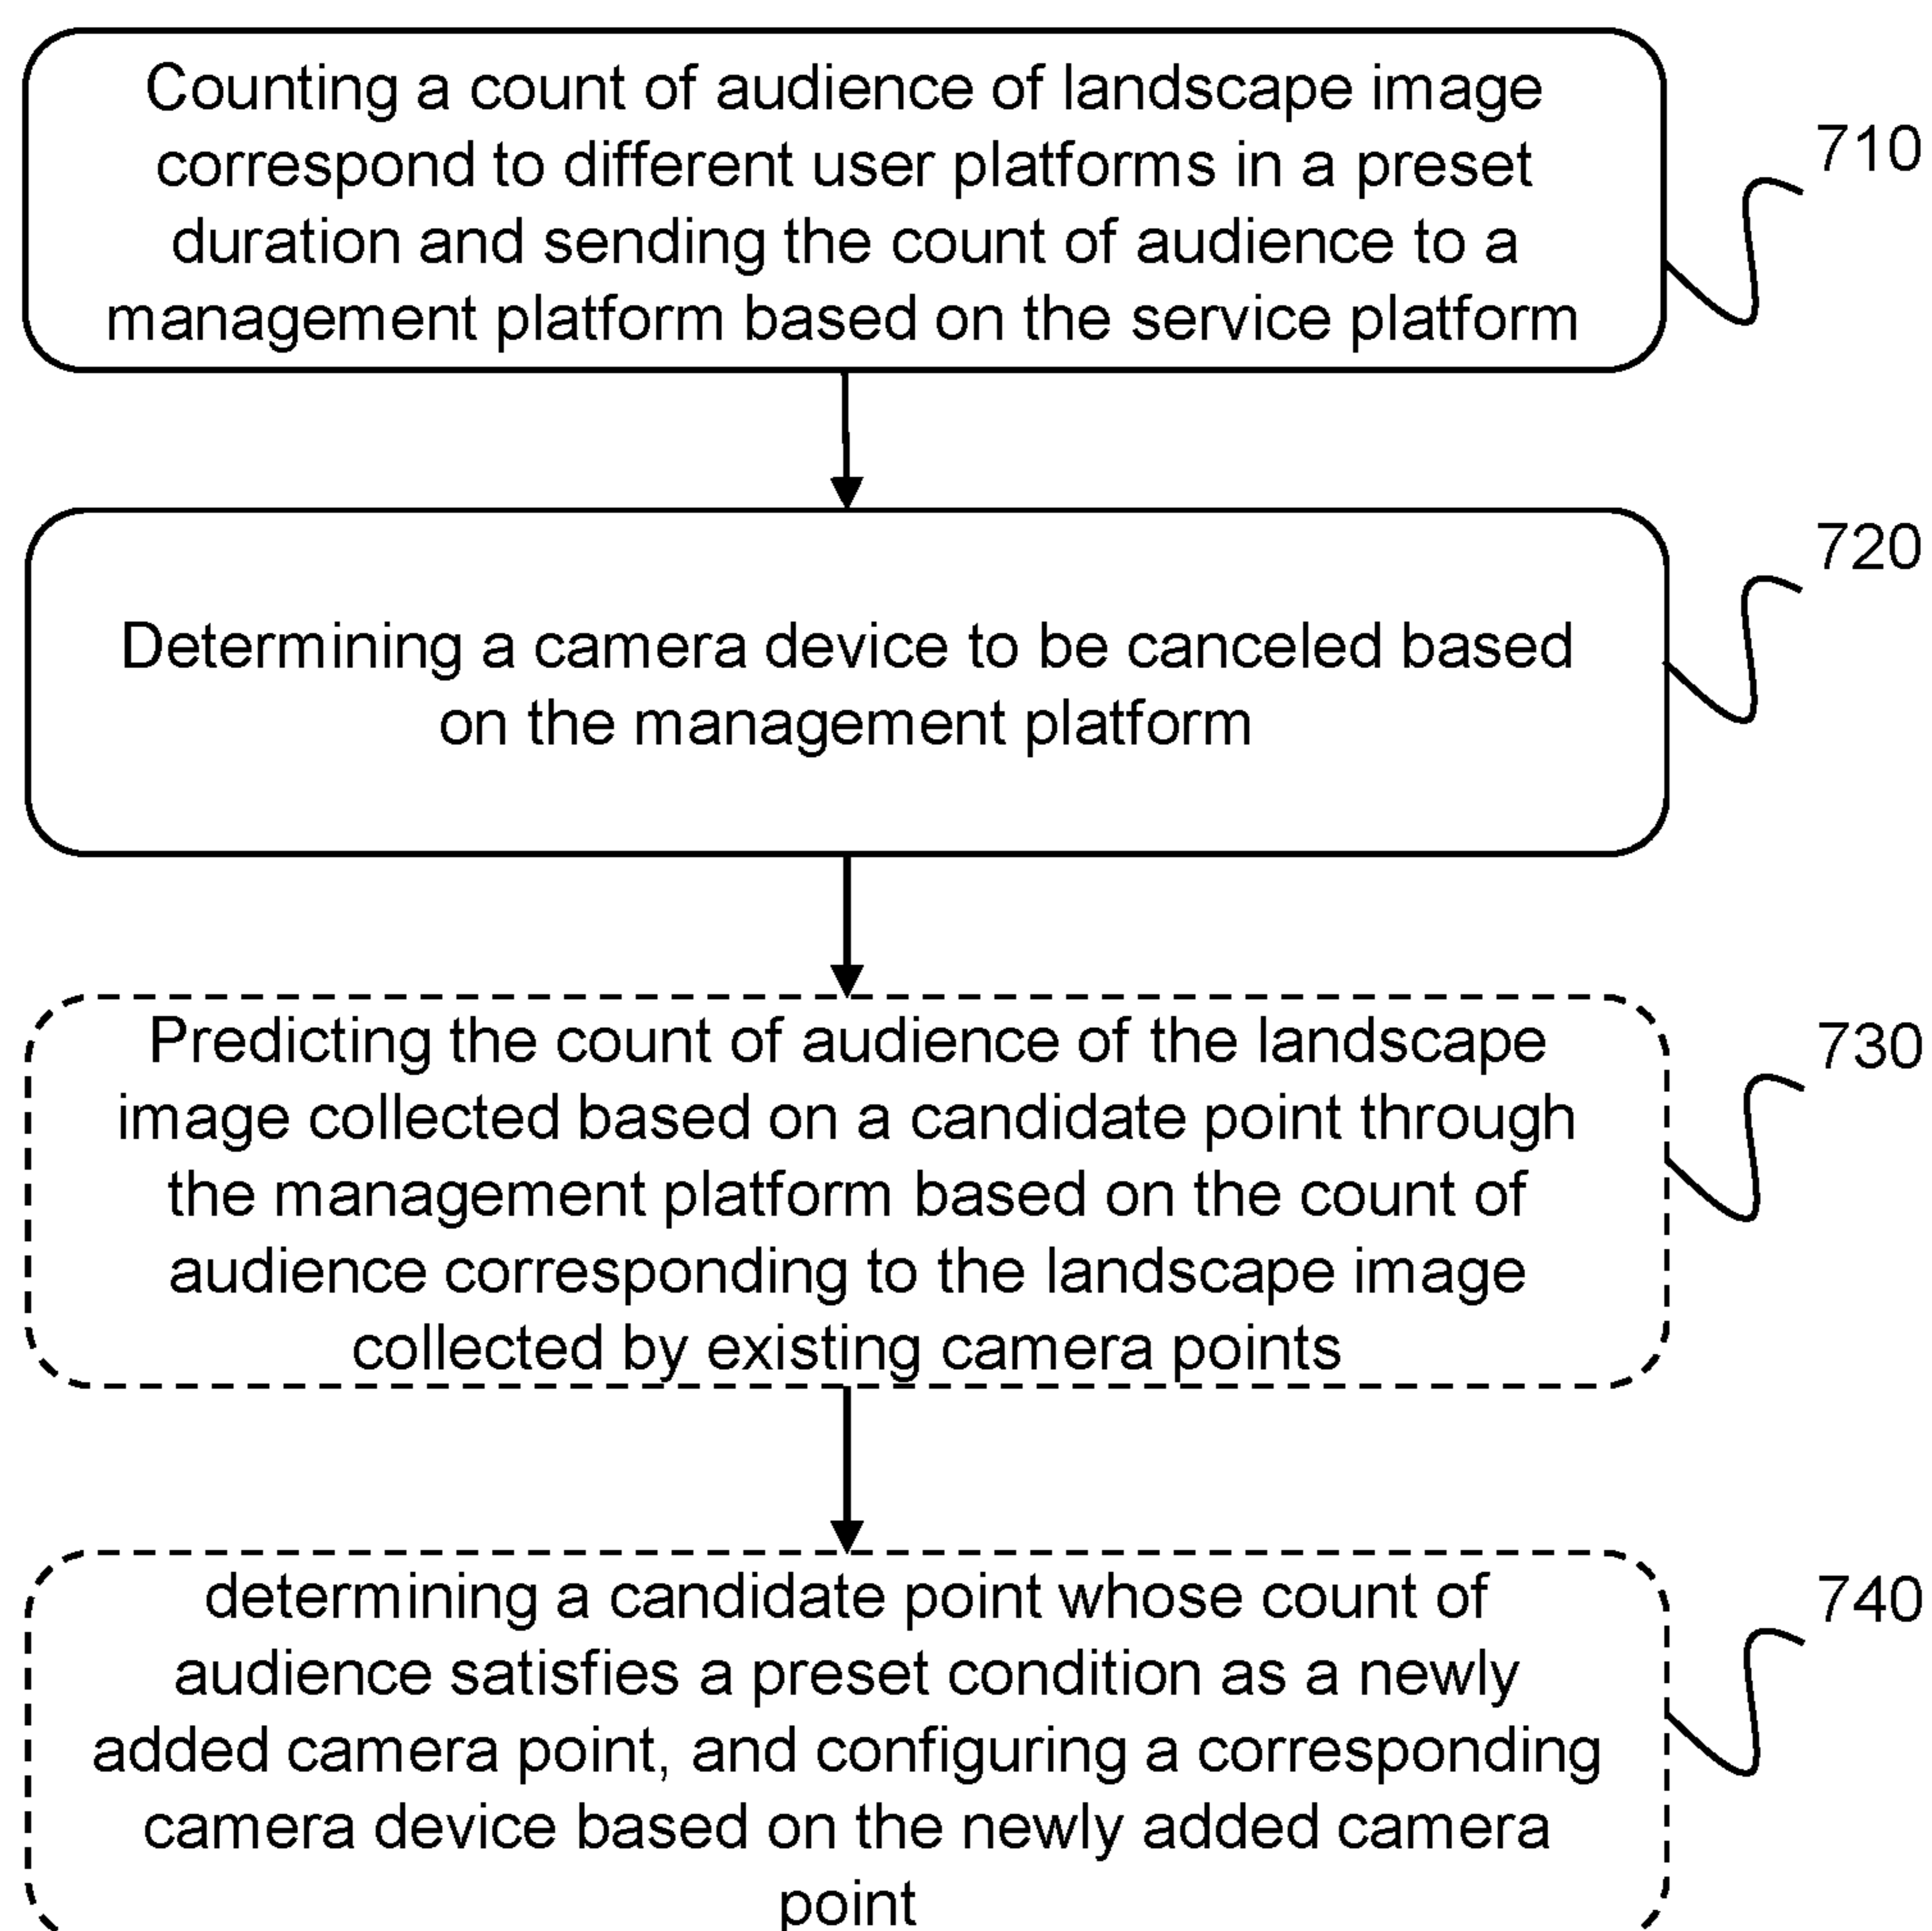 Counting a count of audience of landscape image
correspond to different user platforms in a preset
duration and sending the count of audience to a
management platform based on the service platform
710
Determining a camera device to be canceled based
on the management platform
720
Predicting the count of audience of the landscape
image collected based on a candidate point through
the management platform based on the count of
audience corresponding to the landscape image
collected by existing camera points
730
determining a candidate point whose count of
audience satisfies a preset condition as a newly
added camera point, and configuring a corresponding
camera device based on the newly added camera
point
740